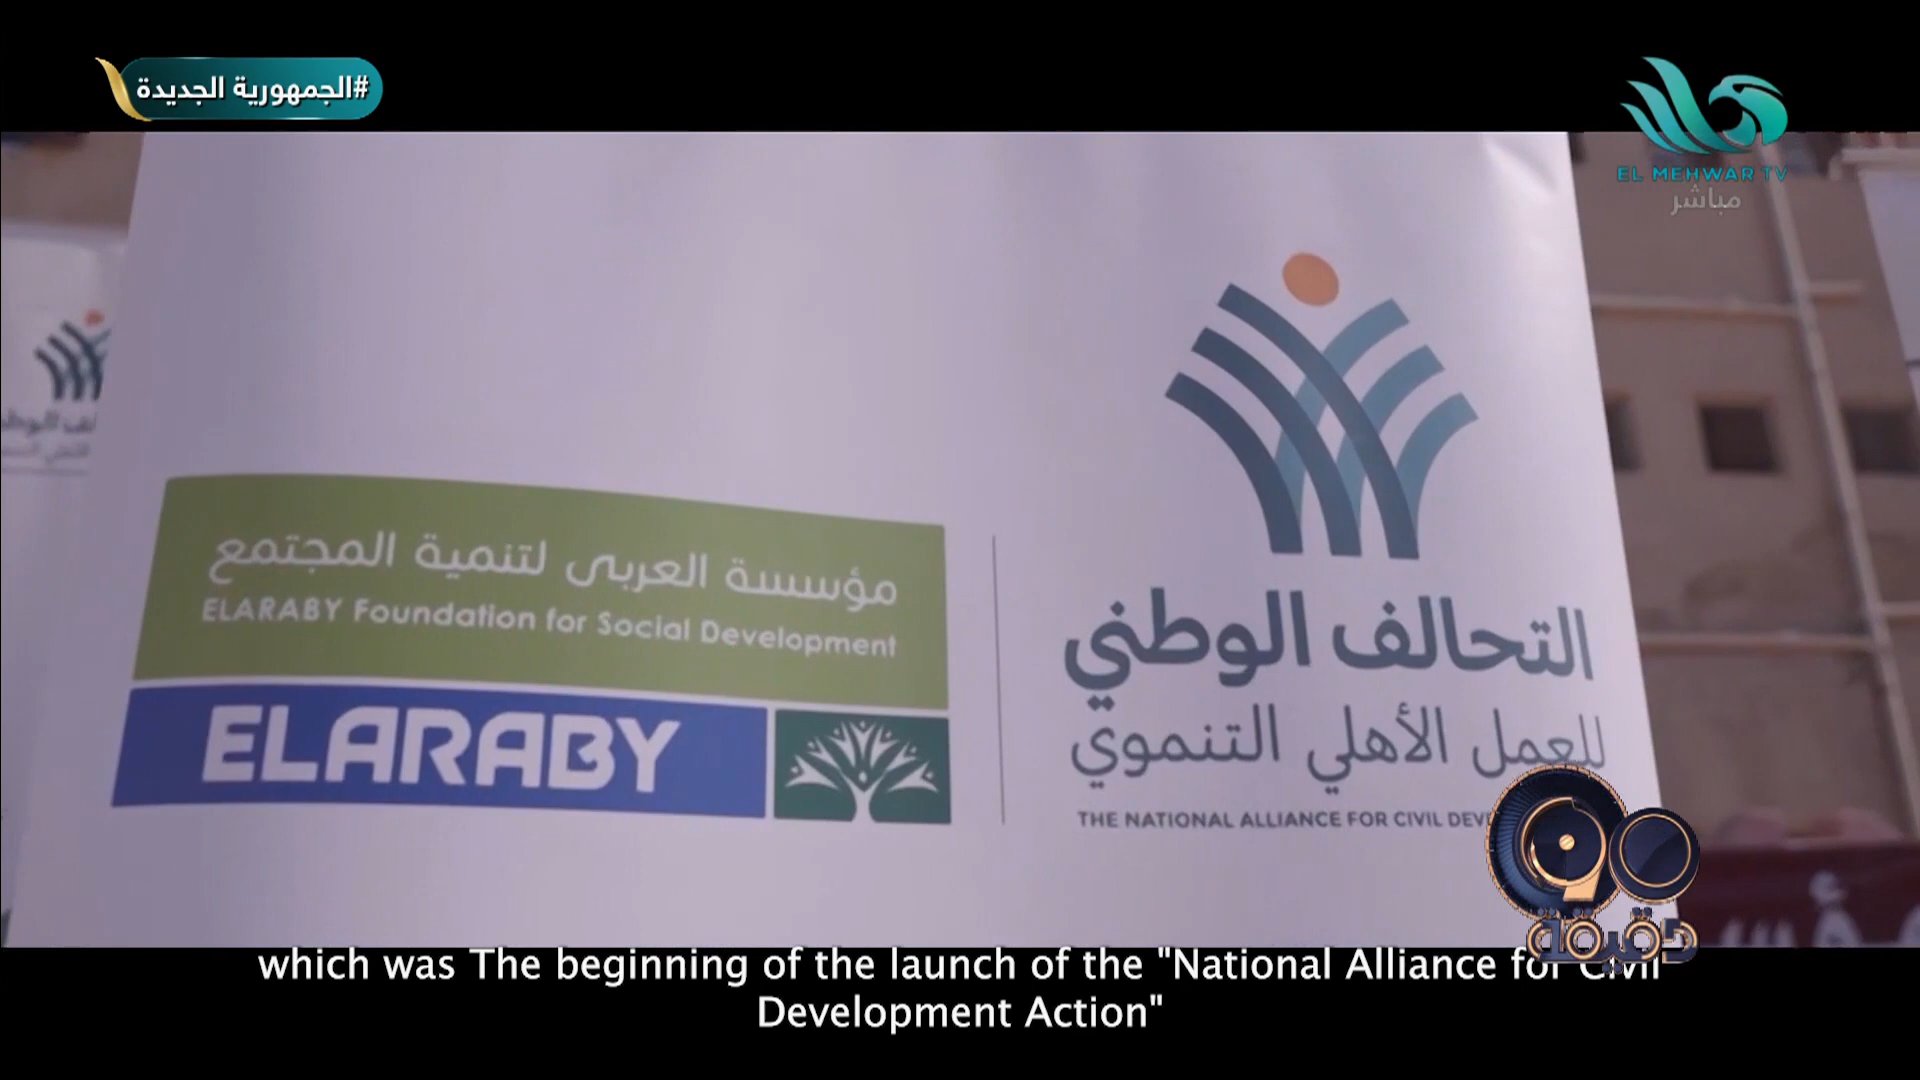 #الجمهورية الجديدة
EL MEHWAR TV
مباشر
مؤسسة العربى لتنمية المجتمع
ELARABY Foundation for Social Development
ELARABY
التحالف الوطني
للعمل الأهلي التنموي
THE NATIONAL ALLIANCE FOR CIVIL
90
دقيقة
which was The beginning of the launch of the "National Alliance for Civil
Development Action"